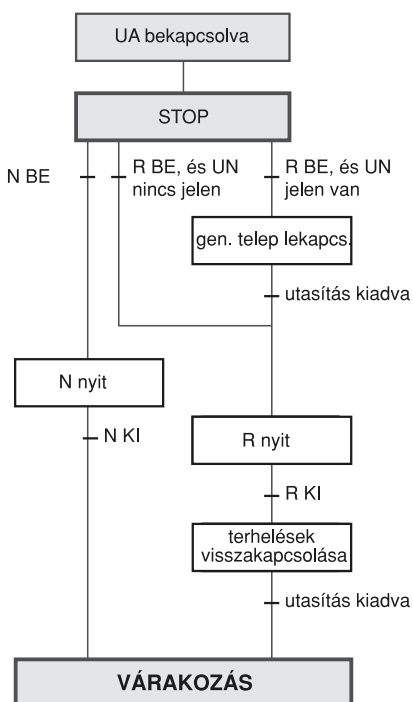 UA bekapcsolva
STOP
N BE
R BE, és UN
nincs jelen
R BE, és UN
jelen van
gen. telep lekapcs.
utasítás kiadva
N nyit
N KI
R nyit
R KI
terhelések
visszakapcsolása
utasítás kiadva
VÁRAKOZÁS